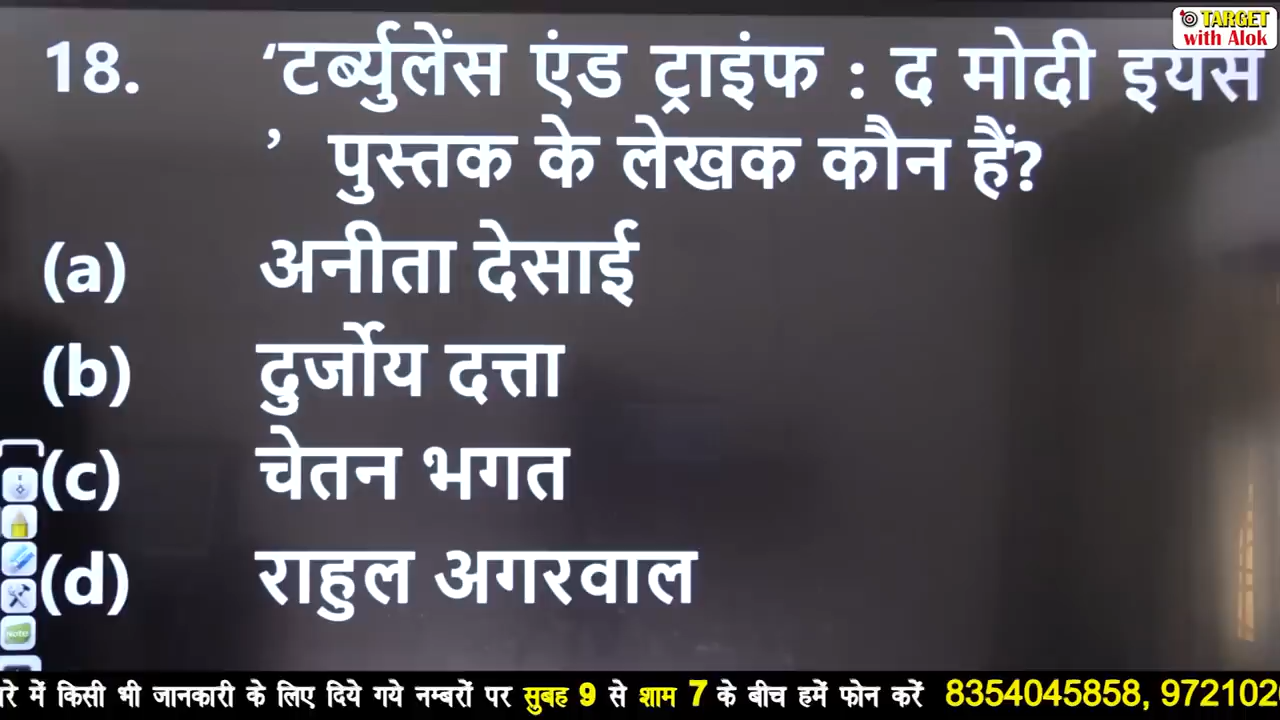 TARGET
with Alok
18. ‘टर्ब्युलेंस एंड ट्राइंफ : द मोदी इयर्स
’ पुस्तक के लेखक कौन हैं?
(a) अनीता देसाई
(b) दुर्जोय दत्ता
(c) चेतन भगत
(d) राहुल अगरवाल
रे में किसी भी जानकारी के लिए दिये गये नम्बरों पर सुबह 9 से शाम 7 के बीच हमें फोन करें 8354045858, 972102